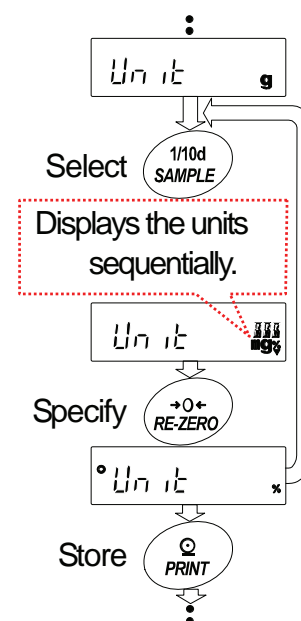 Unit g
Select 1/10d
SAMPLE
Displays the units
sequentially.
Unit mg%
Specify →0←
RE-ZERO
Unit %
Store PRINT